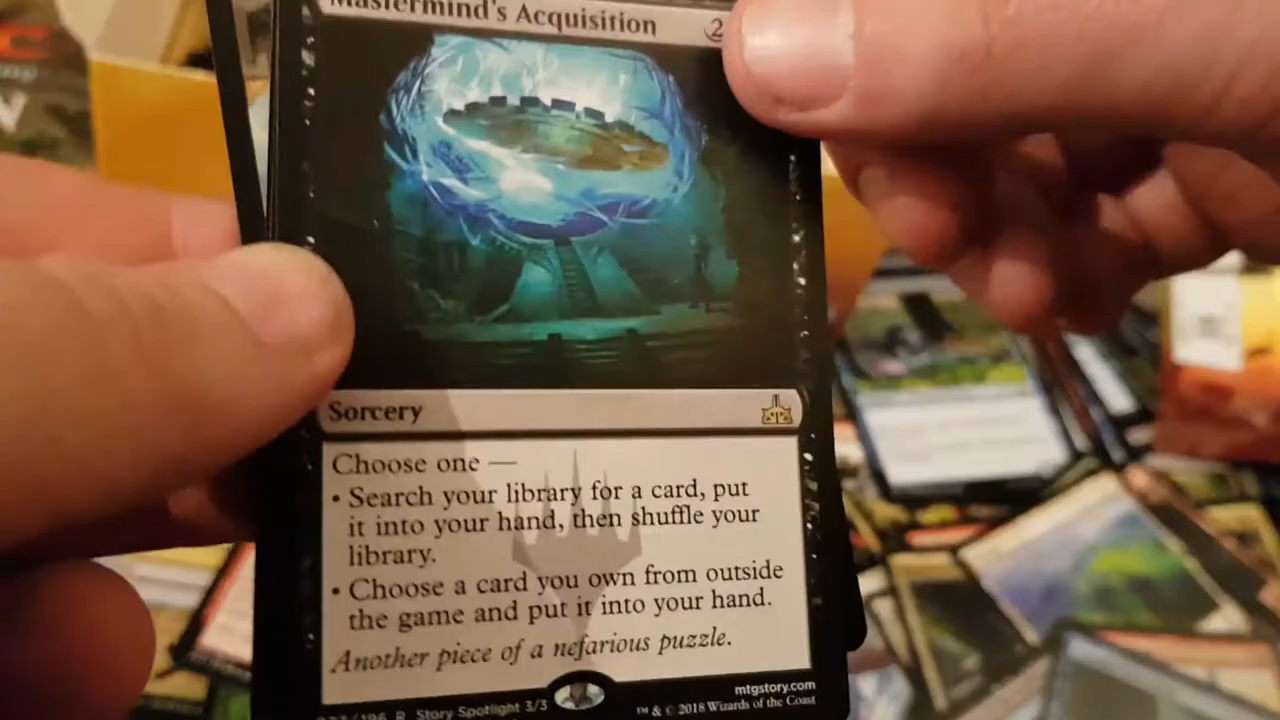 Mastermind's Acquisition 2
Sorcery
Choose one —
• Search your library for a card, put
it into your hand, then shuffle your
library.
• Choose a card you own from outside
the game and put it into your hand.
Another piece of a nefarious puzzle.
R Story Spotlight 3/3
mtgstory.com
™ & © 2018 Wizards of the Coast